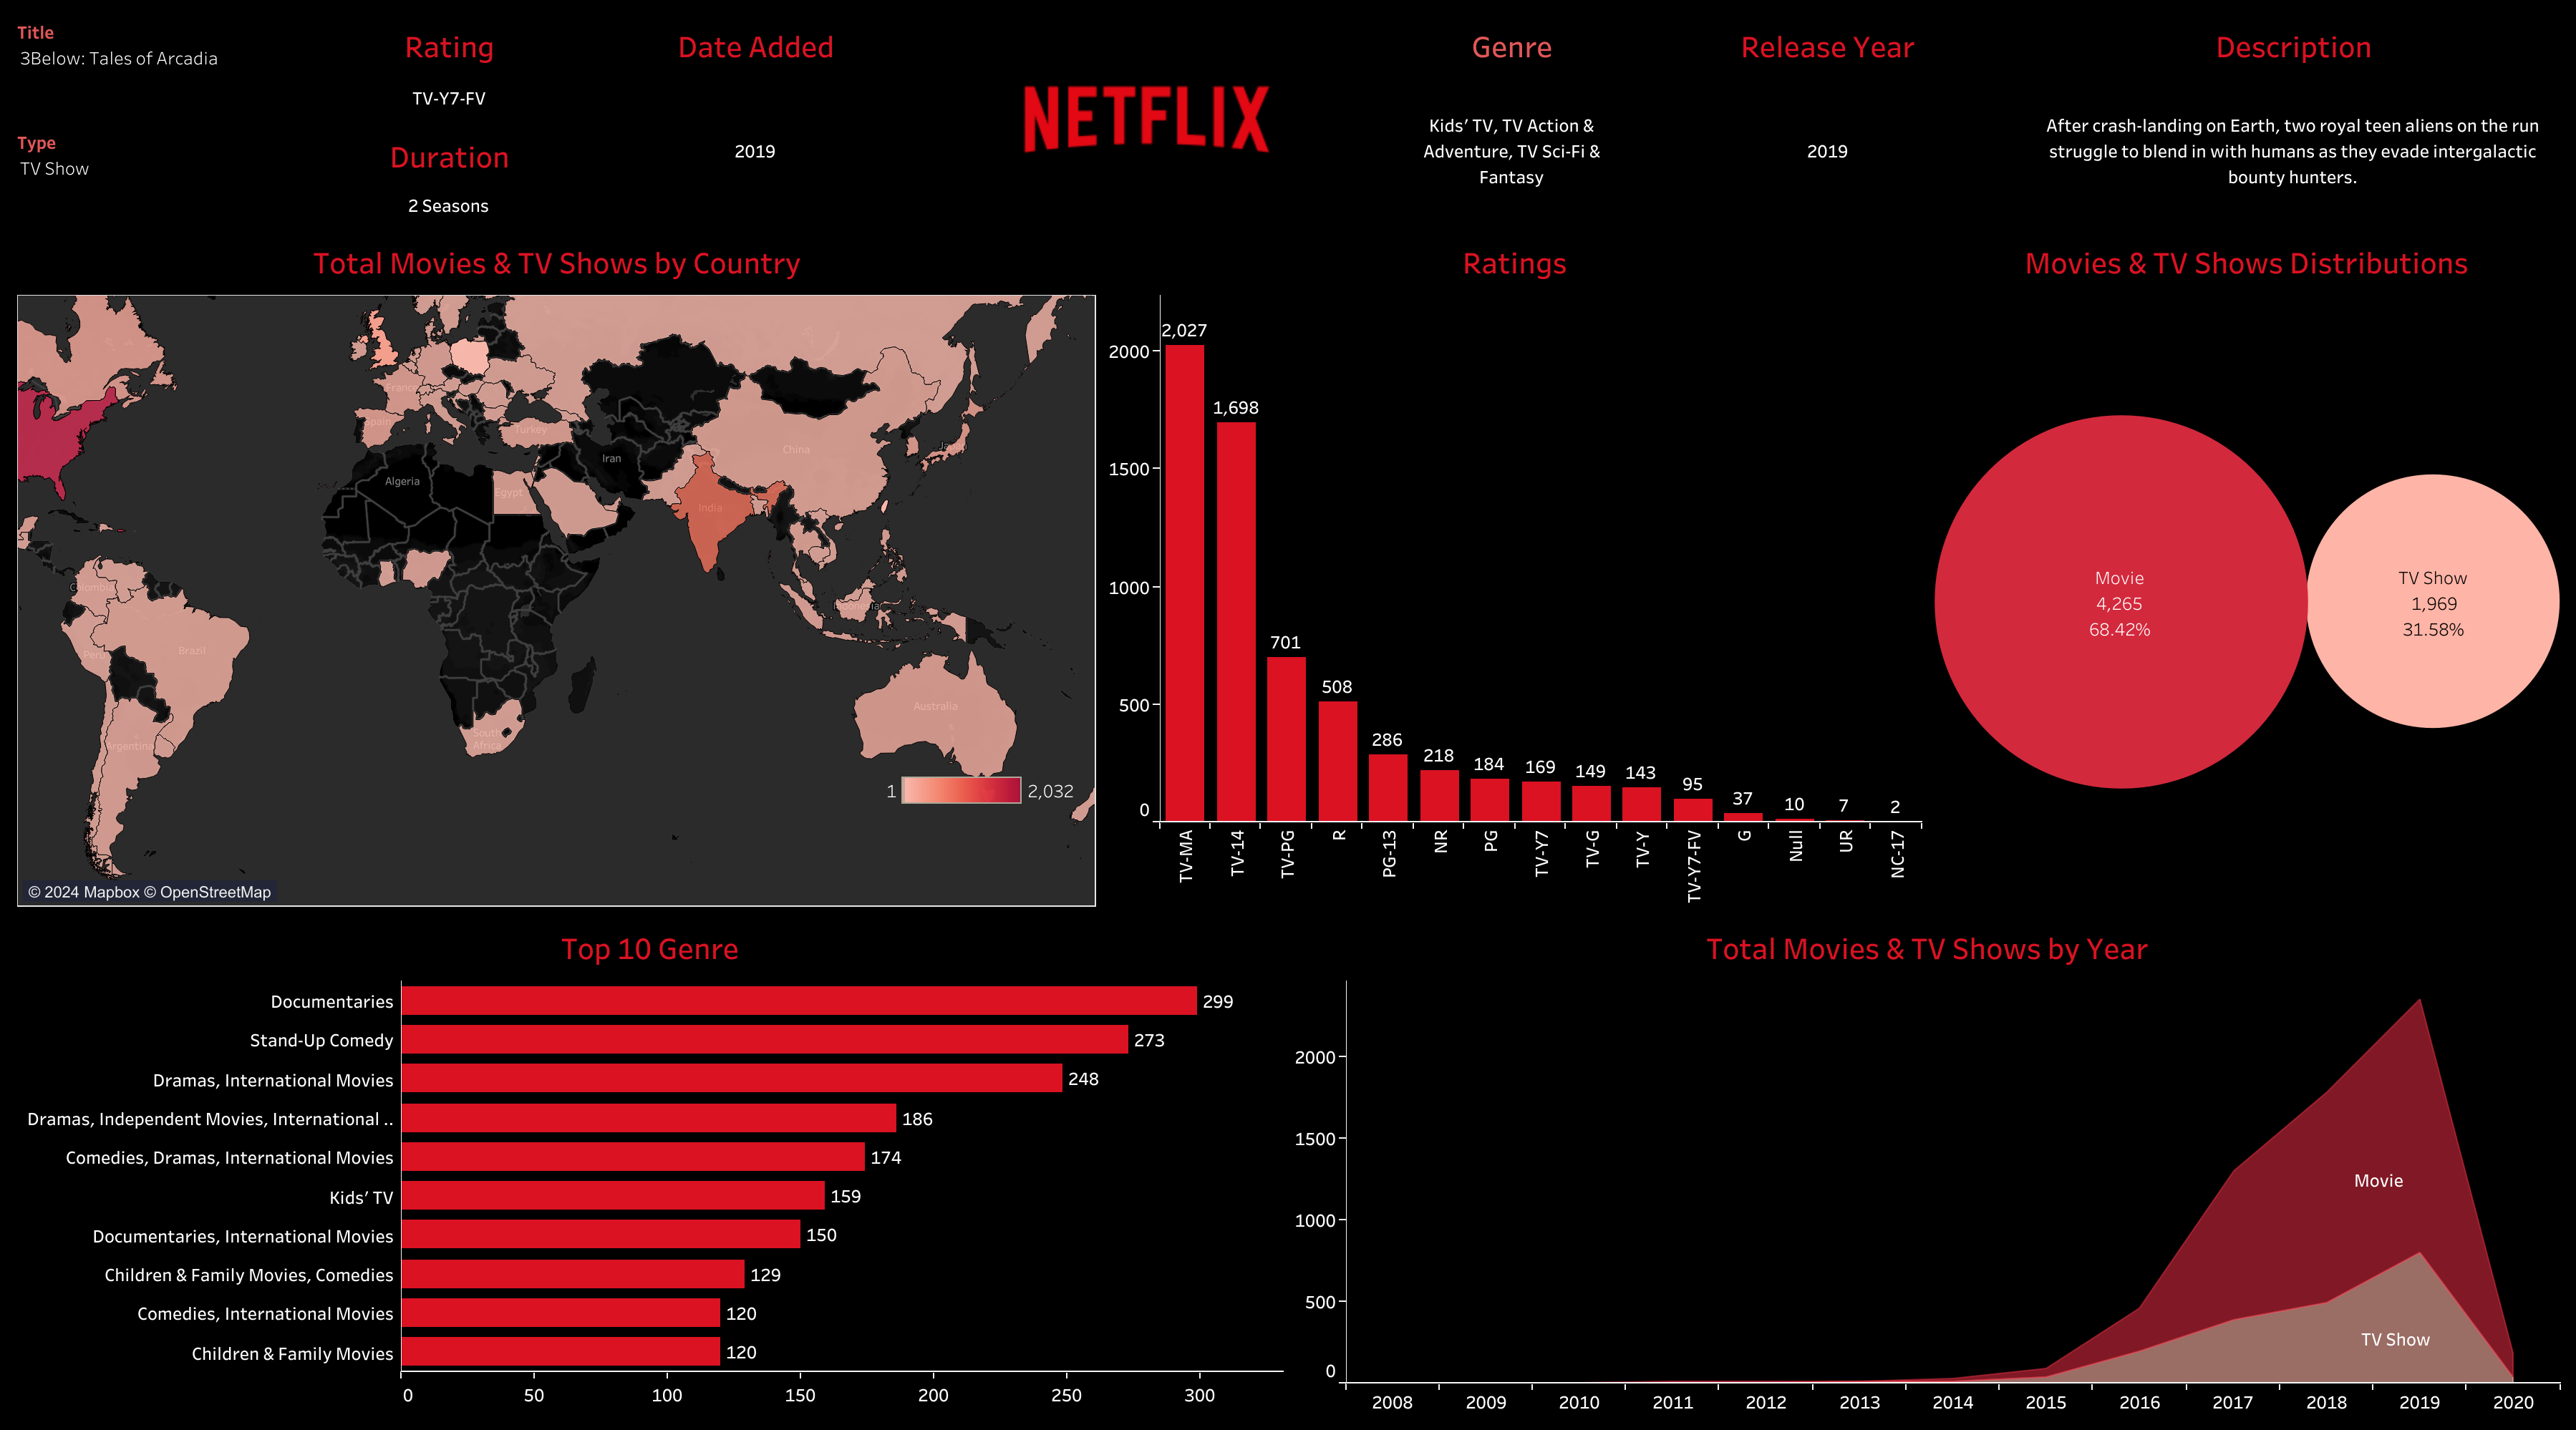 Title
3Below: Tales of Arcadia
Type
TV Show
Rating
TV-Y7-FV
Duration
2 Seasons
Date Added
2019
NETFLIX
Genre
Kids' TV, TV Action &
Adventure, TV Sci-Fi &
Fantasy
Release Year
2019
Description
After crash-landing on Earth, two royal teen aliens on the run
struggle to blend in with humans as they evade intergalactic
bounty hunters.
Total Movies & TV Shows by Country
France
Spain
Turkey
China
Iran
Algeria
Egypt
India
Colombia
Indonesia
Brazil
Peru
Australia
South
Africa
Argentina
1
2,032
© 2024 Mapbox © OpenStreetMap
Ratings
2000
1500
1000
500
0
2,027
1,698
701
508
286
218
184
169
149
143
95
37
10
7
2
TV-MA
TV-14
TV-PG
R
PG-13
NR
PG
TV-Y7
TV-G
TV-Y
TV-Y7-FV
G
Null
UR
NC-17
Movies & TV Shows Distributions
Movie
4,265
68.42%
TV Show
1,969
31.58%
Top 10 Genre
Documentaries 299
Stand-Up Comedy 273
Dramas, International Movies 248
Dramas, Independent Movies, International .. 186
Comedies, Dramas, International Movies 174
Kids' TV 159
Documentaries, International Movies 150
Children & Family Movies, Comedies 129
Comedies, International Movies 120
Children & Family Movies 120
0 50 100 150 200 250 300
Total Movies & TV Shows by Year
2000
1500
1000
500
0
Movie
TV Show
2008 2009 2010 2011 2012 2013 2014 2015 2016 2017 2018 2019 2020